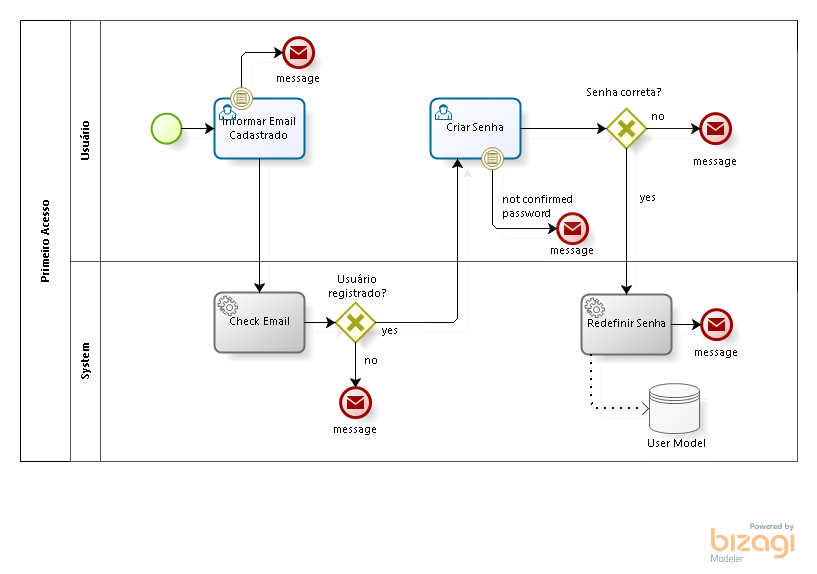 Primeiro Acesso
Usuário
message
Informar Email
Cadastrado
Criar Senha
not confirmed
password
message
Senha correta?
no
message
yes
System
Check Email
Usuário
registrado?
yes
no
message
Redefinir Senha
message
User Model
Powered by
bizagi
Modeler